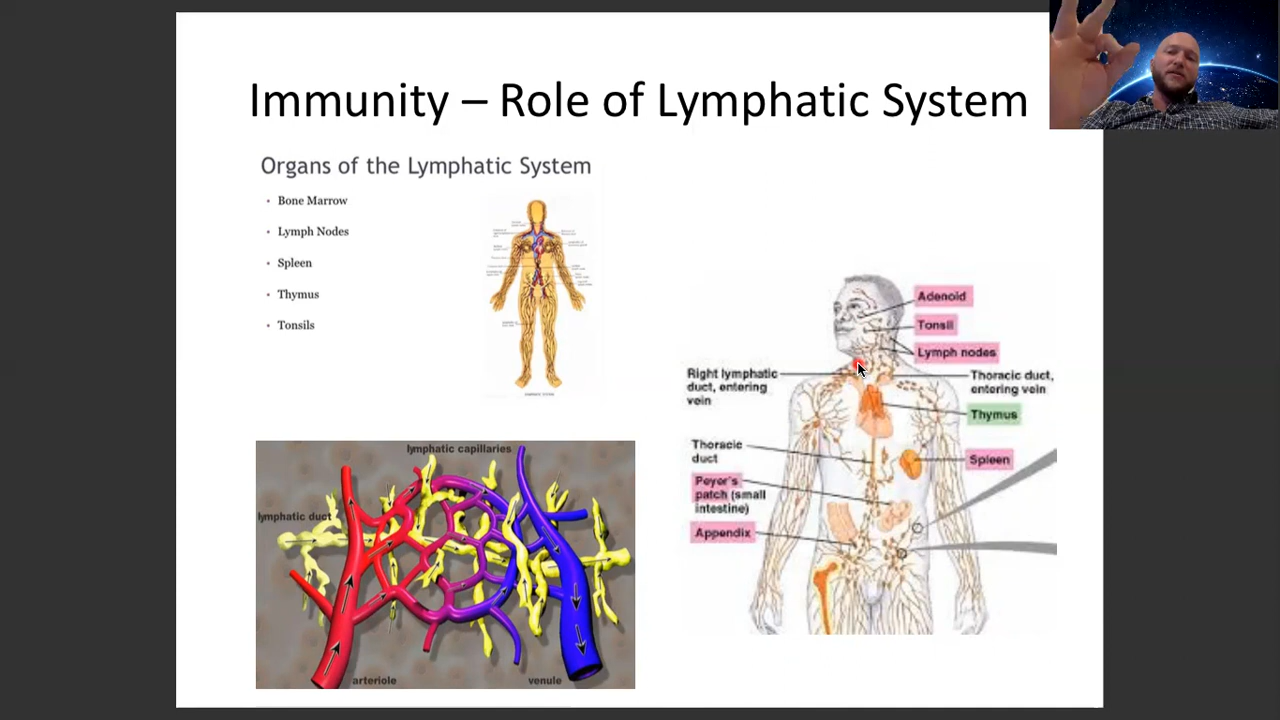 Immunity – Role of Lymphatic System
Organs of the Lymphatic System
• Bone Marrow
• Lymph Nodes
• Spleen
• Thymus
• Tonsils
Adenoid
Tonsil
Lymph nodes
Right lymphatic
duct, entering
vein
Thoracic duct,
entering vein
Thymus
Thoracic
duct
Spleen
Peyer's
patch (small
intestine)
Appendix
lymphatic capillaries
lymphatic duct
arteriole
venule